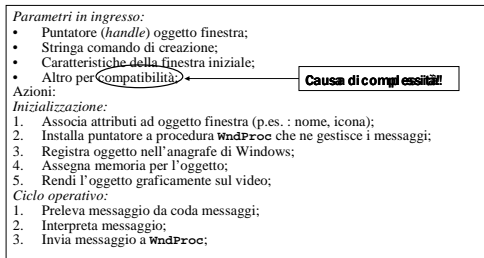 Parametri in ingresso:
• Puntatore (handle) oggetto finestra;
• Stringa comando di creazione;
• Caratteristiche della finestra iniziale;
• Altro per compatibilità;
Causa di complessità!!
Azioni:
Inizializzazione:
1. Associa attributi ad oggetto finestra (p.es. : nome, icona);
2. Installa puntatore a procedura WndProc che ne gestisce i messaggi;
3. Registra oggetto nell'anagrafe di Windows;
4. Assegna memoria per l'oggetto;
5. Rendi l'oggetto graficamente sul video;
Ciclo operativo:
1. Preleva messaggio da coda messaggi;
2. Interpreta messaggio;
3. Invia messaggio a WndProc;